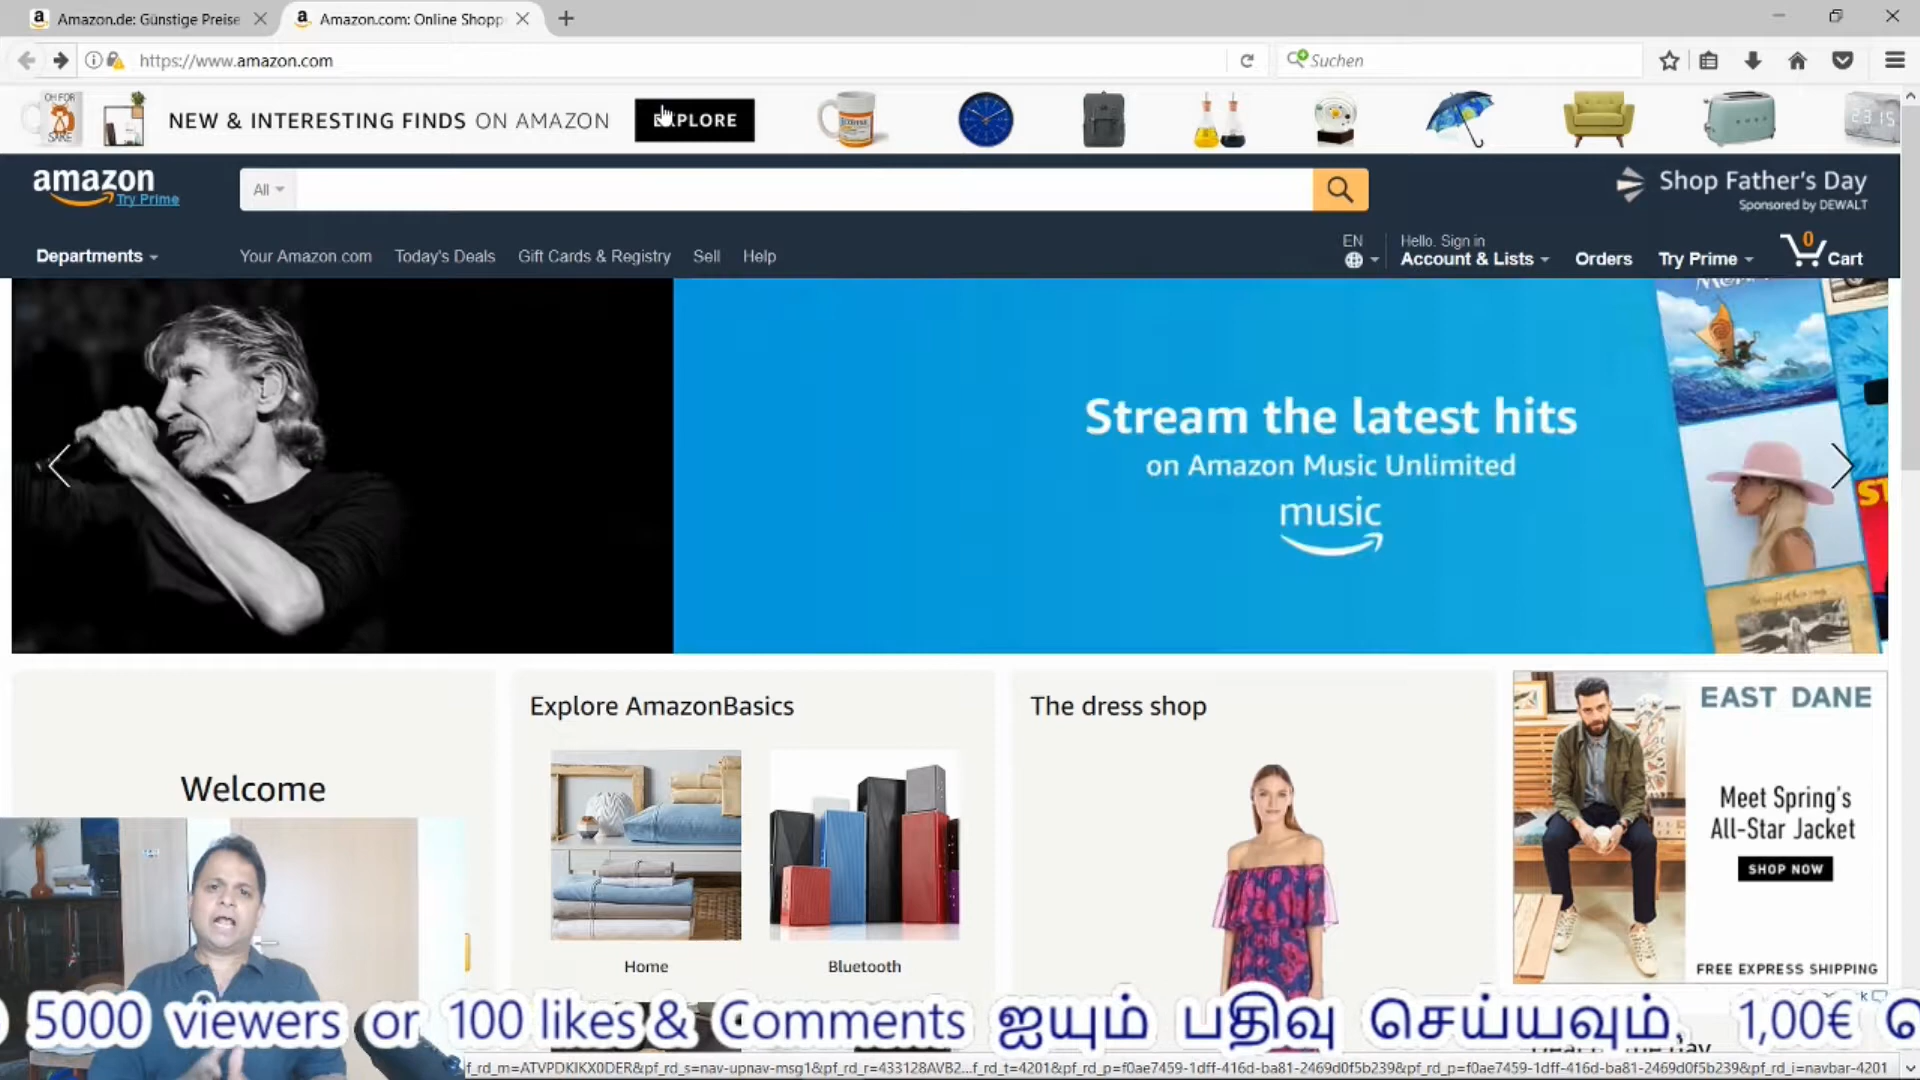 Amazon.de: Günstige Preise
Amazon.com: Online Shopp
https://www.amazon.com
Suchen
OH FOR
SAKE
NEW & INTERESTING FINDS ON AMAZON
EXPLORE
23 15
amazon
Try Prime
All
Shop Father's Day
Sponsored by DEWALT
Departments
Your Amazon.com
Today's Deals
Gift Cards & Registry
Sell
Help
EN
Hello. Sign in
Account & Lists
Orders
Try Prime
0
Cart
Stream the latest hits
on Amazon Music Unlimited
music
Welcome
Explore AmazonBasics
Home
Bluetooth
The dress shop
EAST DANE
Meet Spring's
All-Star Jacket
SHOP NOW
FREE EXPRESS SHIPPING
5000 viewers or 100 likes & Comments ஐயும் பதிவு செய்யவும். 1,00€
f_rd_m=ATVPDKIKX0DER&pf_rd_s=nav-upnav-msg1&pf_rd_r=433128AVB2...f_rd_t=4201&pf_rd_p=f0ae7459-1dff-416d-ba81-2469d0f5b239&pf_rd_p=f0ae7459-1dff-416d-ba81-2469d0f5b239&pf_rd_i=navbar-4201